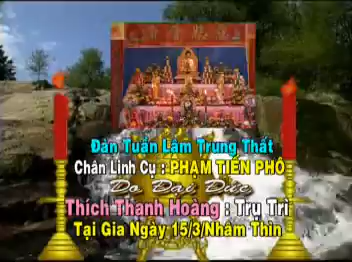 Đàn Tuần Lâm Trung Thất
Chân Linh Cụ : PHẠM TIẾN PHÔ
Do Đại Đức
Thích Thanh Hoàng : Trụ Trì
Tại Gia Ngày 15/3/Nhâm Thìn